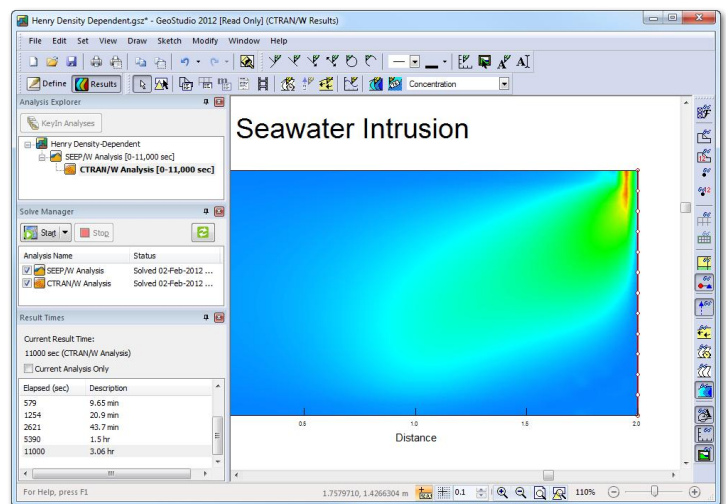 Henry Density Dependent.gsz* - GeoStudio 2012 [Read Only] (CTRAN/W Results)
File Edit Set View Draw Sketch Modify Window Help
Define Results Concentration
Analysis Explorer
KeyIn Analyses
Henry Density-Dependent
SEEP/W Analysis [0-11,000 sec]
CTRAN/W Analysis [0-11,000 sec]
Solve Manager
Start Stop
Analysis Name Status
SEEP/W Analysis Solved 02-Feb-2012 ...
CTRAN/W Analysis Solved 02-Feb-2012 ...
Result Times
Current Result Time:
11000 sec (CTRAN/W Analysis)
Current Analysis Only
Elapsed (sec) Description
579 9.65 min
1254 20.9 min
2621 43.7 min
5390 1.5 hr
11000 3.06 hr
Seawater Intrusion
0.5 1.0 1.5 2.0
Distance
For Help, press F1
1.7579710, 1.4266304 m 0.1 110%